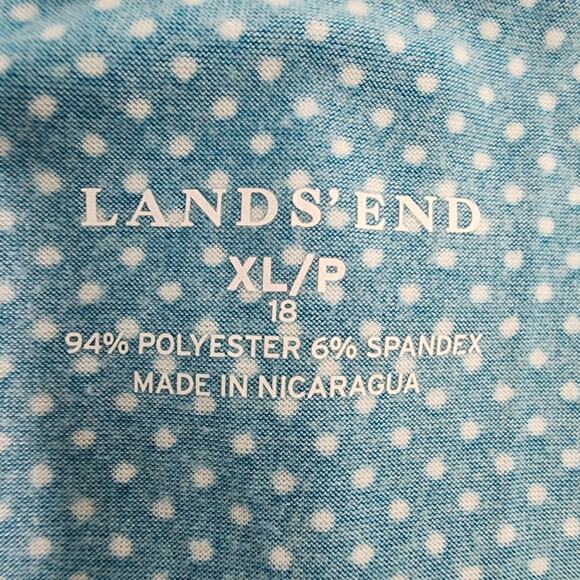 LANDS' END
XL/P
18
94% POLYESTER 6% SPANDEX
MADE IN NICARAGUA